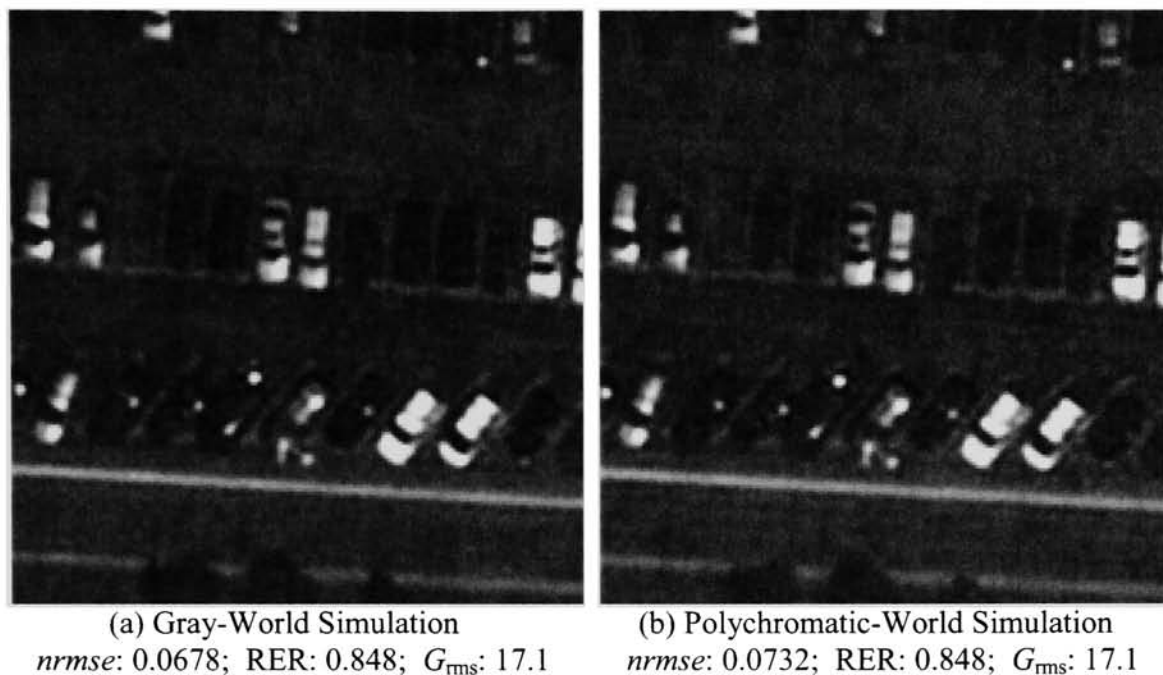 (a) Gray-World Simulation
nrmse: 0.0678; RER: 0.848; Grms: 17.1
(b) Polychromatic-World Simulation
nrmse: 0.0732; RER: 0.848; Grms: 17.1